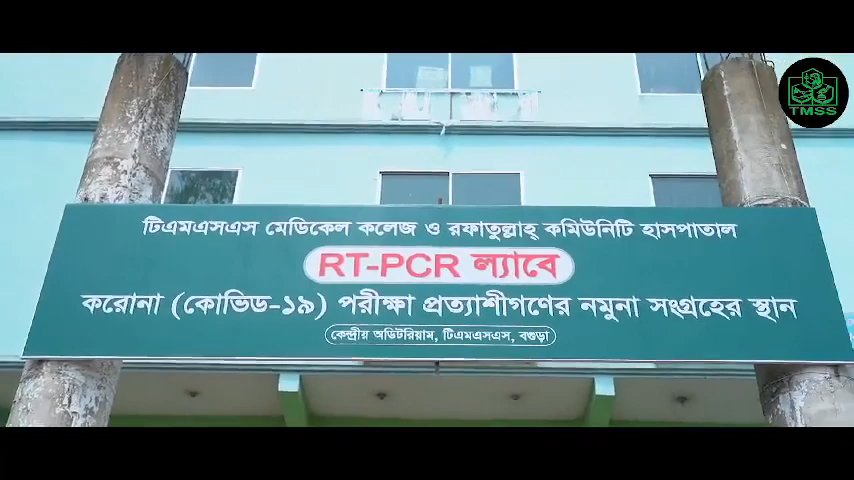 TMSS
টিএমএসএস মেডিকেল কলেজ ও রফাতুল্লাহ্ কমিউনিটি হাসপাতাল
RT-PCR ল্যাবে
করোনা (কোভিড-১৯) পরীক্ষা প্রত্যাশীগণের নমুনা সংগ্রহের স্থান
কেন্দ্রীয় অডিটরিয়াম, টিএমএসএস, বগুড়া